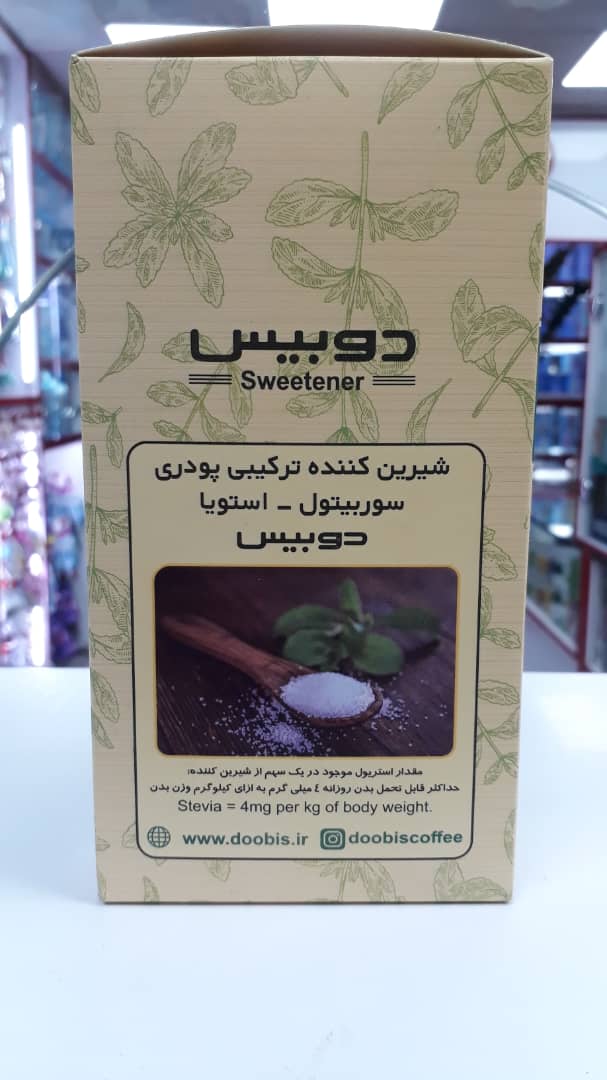 دوبیس
Sweetener
شیرین کننده ترکیبی پودری
سوربیتول - استویا
دوبیس
مقدار استریول موجود در یک سهم از شیرین کننده:
حداکثر قابل تحمل بدن روزانه ٤ میلی گرم به ازای کیلوگرم وزن بدن
Stevia = 4mg per kg of body weight.
www.doobis.ir doobiscoffee